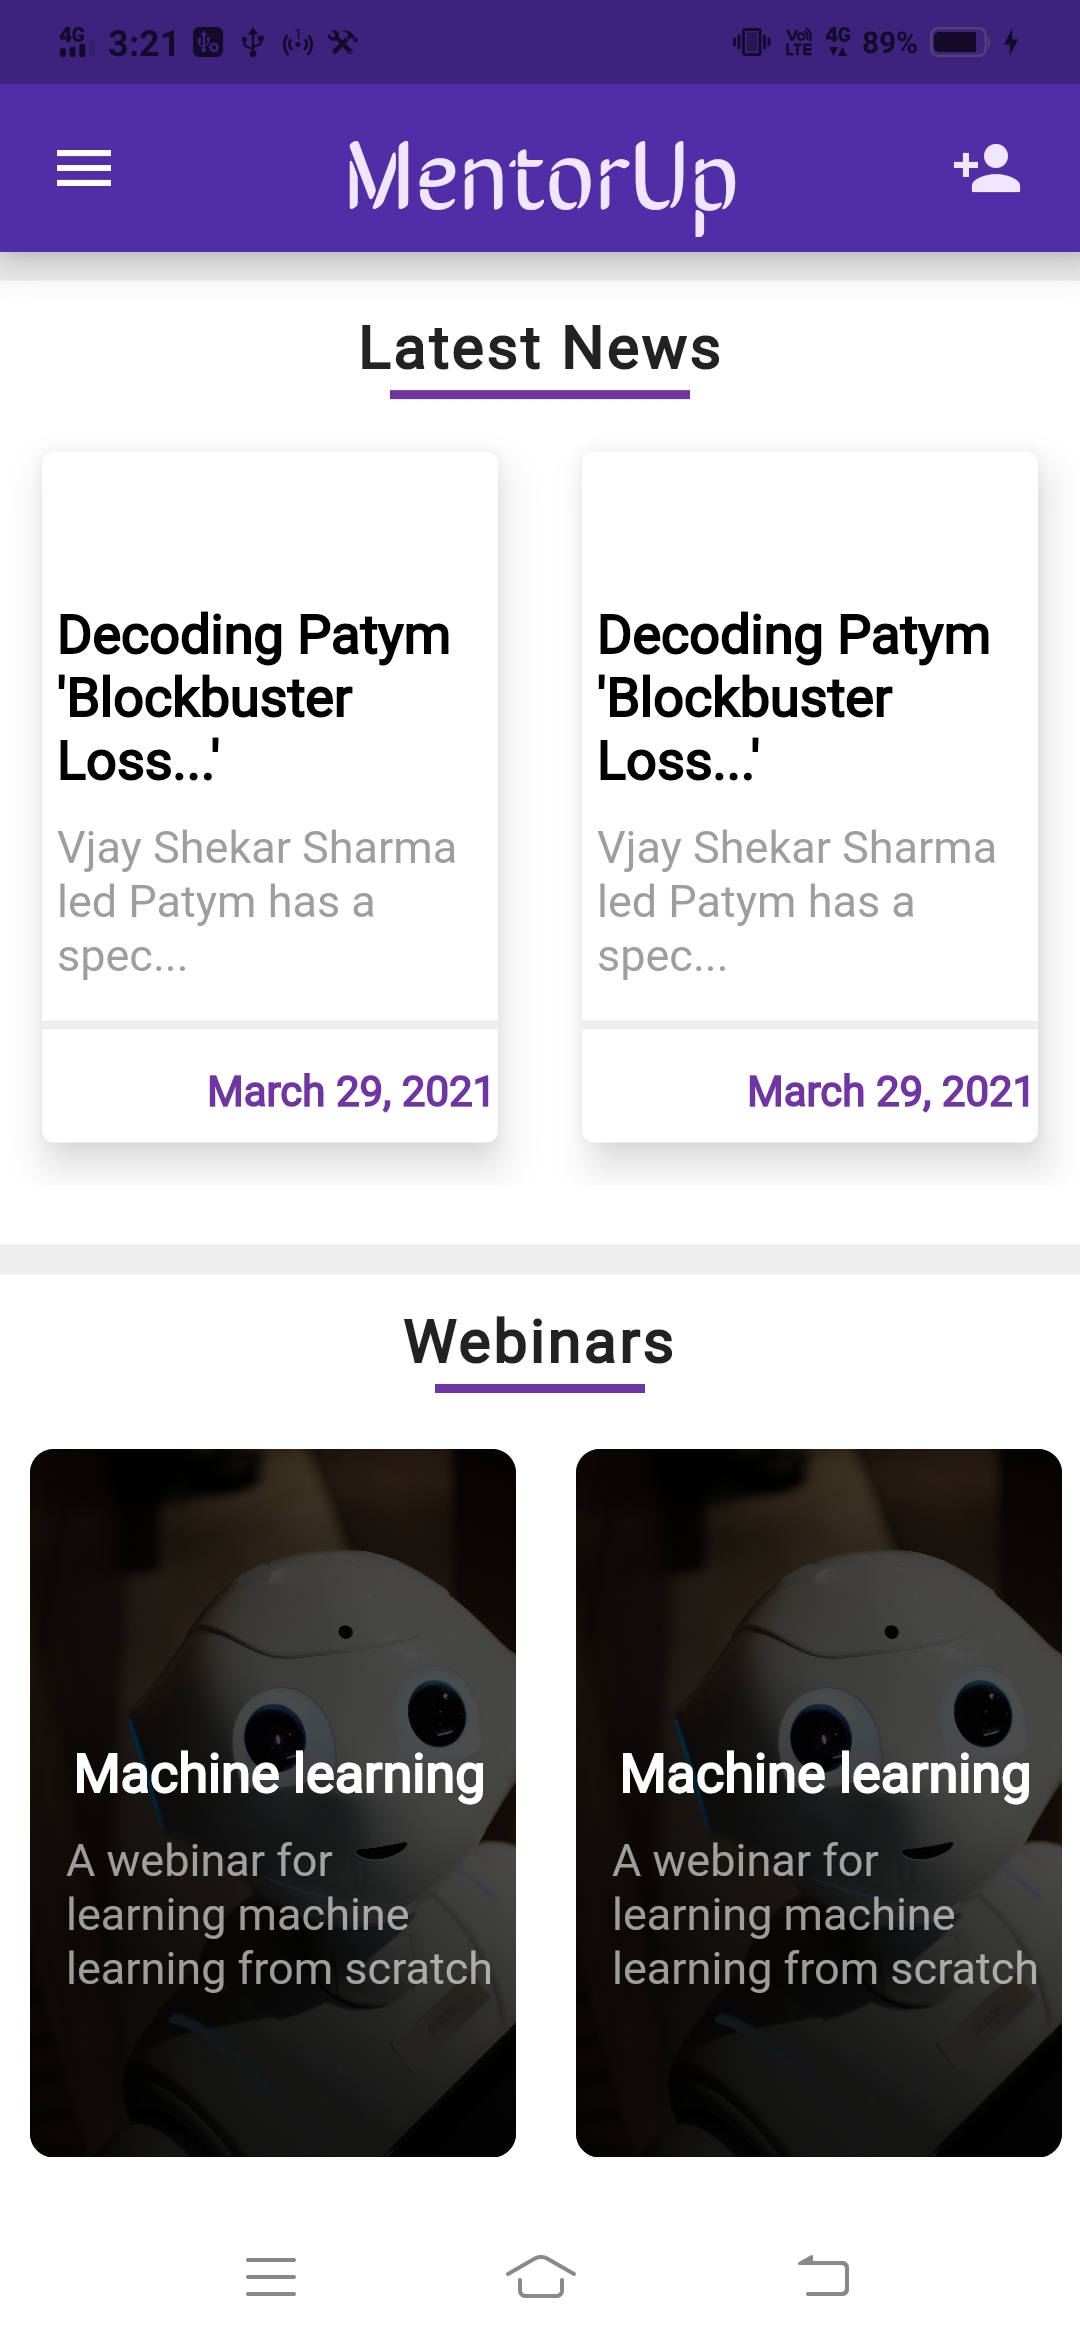 4G 3:21 Vo) LTE 4G 89%
MentorUp
Latest News
Decoding Patym
'Blockbuster
Loss...'
Vjay Shekar Sharma
led Patym has a
spec...
March 29, 2021
Decoding Patym
'Blockbuster
Loss...'
Vjay Shekar Sharma
led Patym has a
spec...
March 29, 2021
Webinars
Machine learning
A webinar for
learning machine
learning from scratch
Machine learning
A webinar for
learning machine
learning from scratch